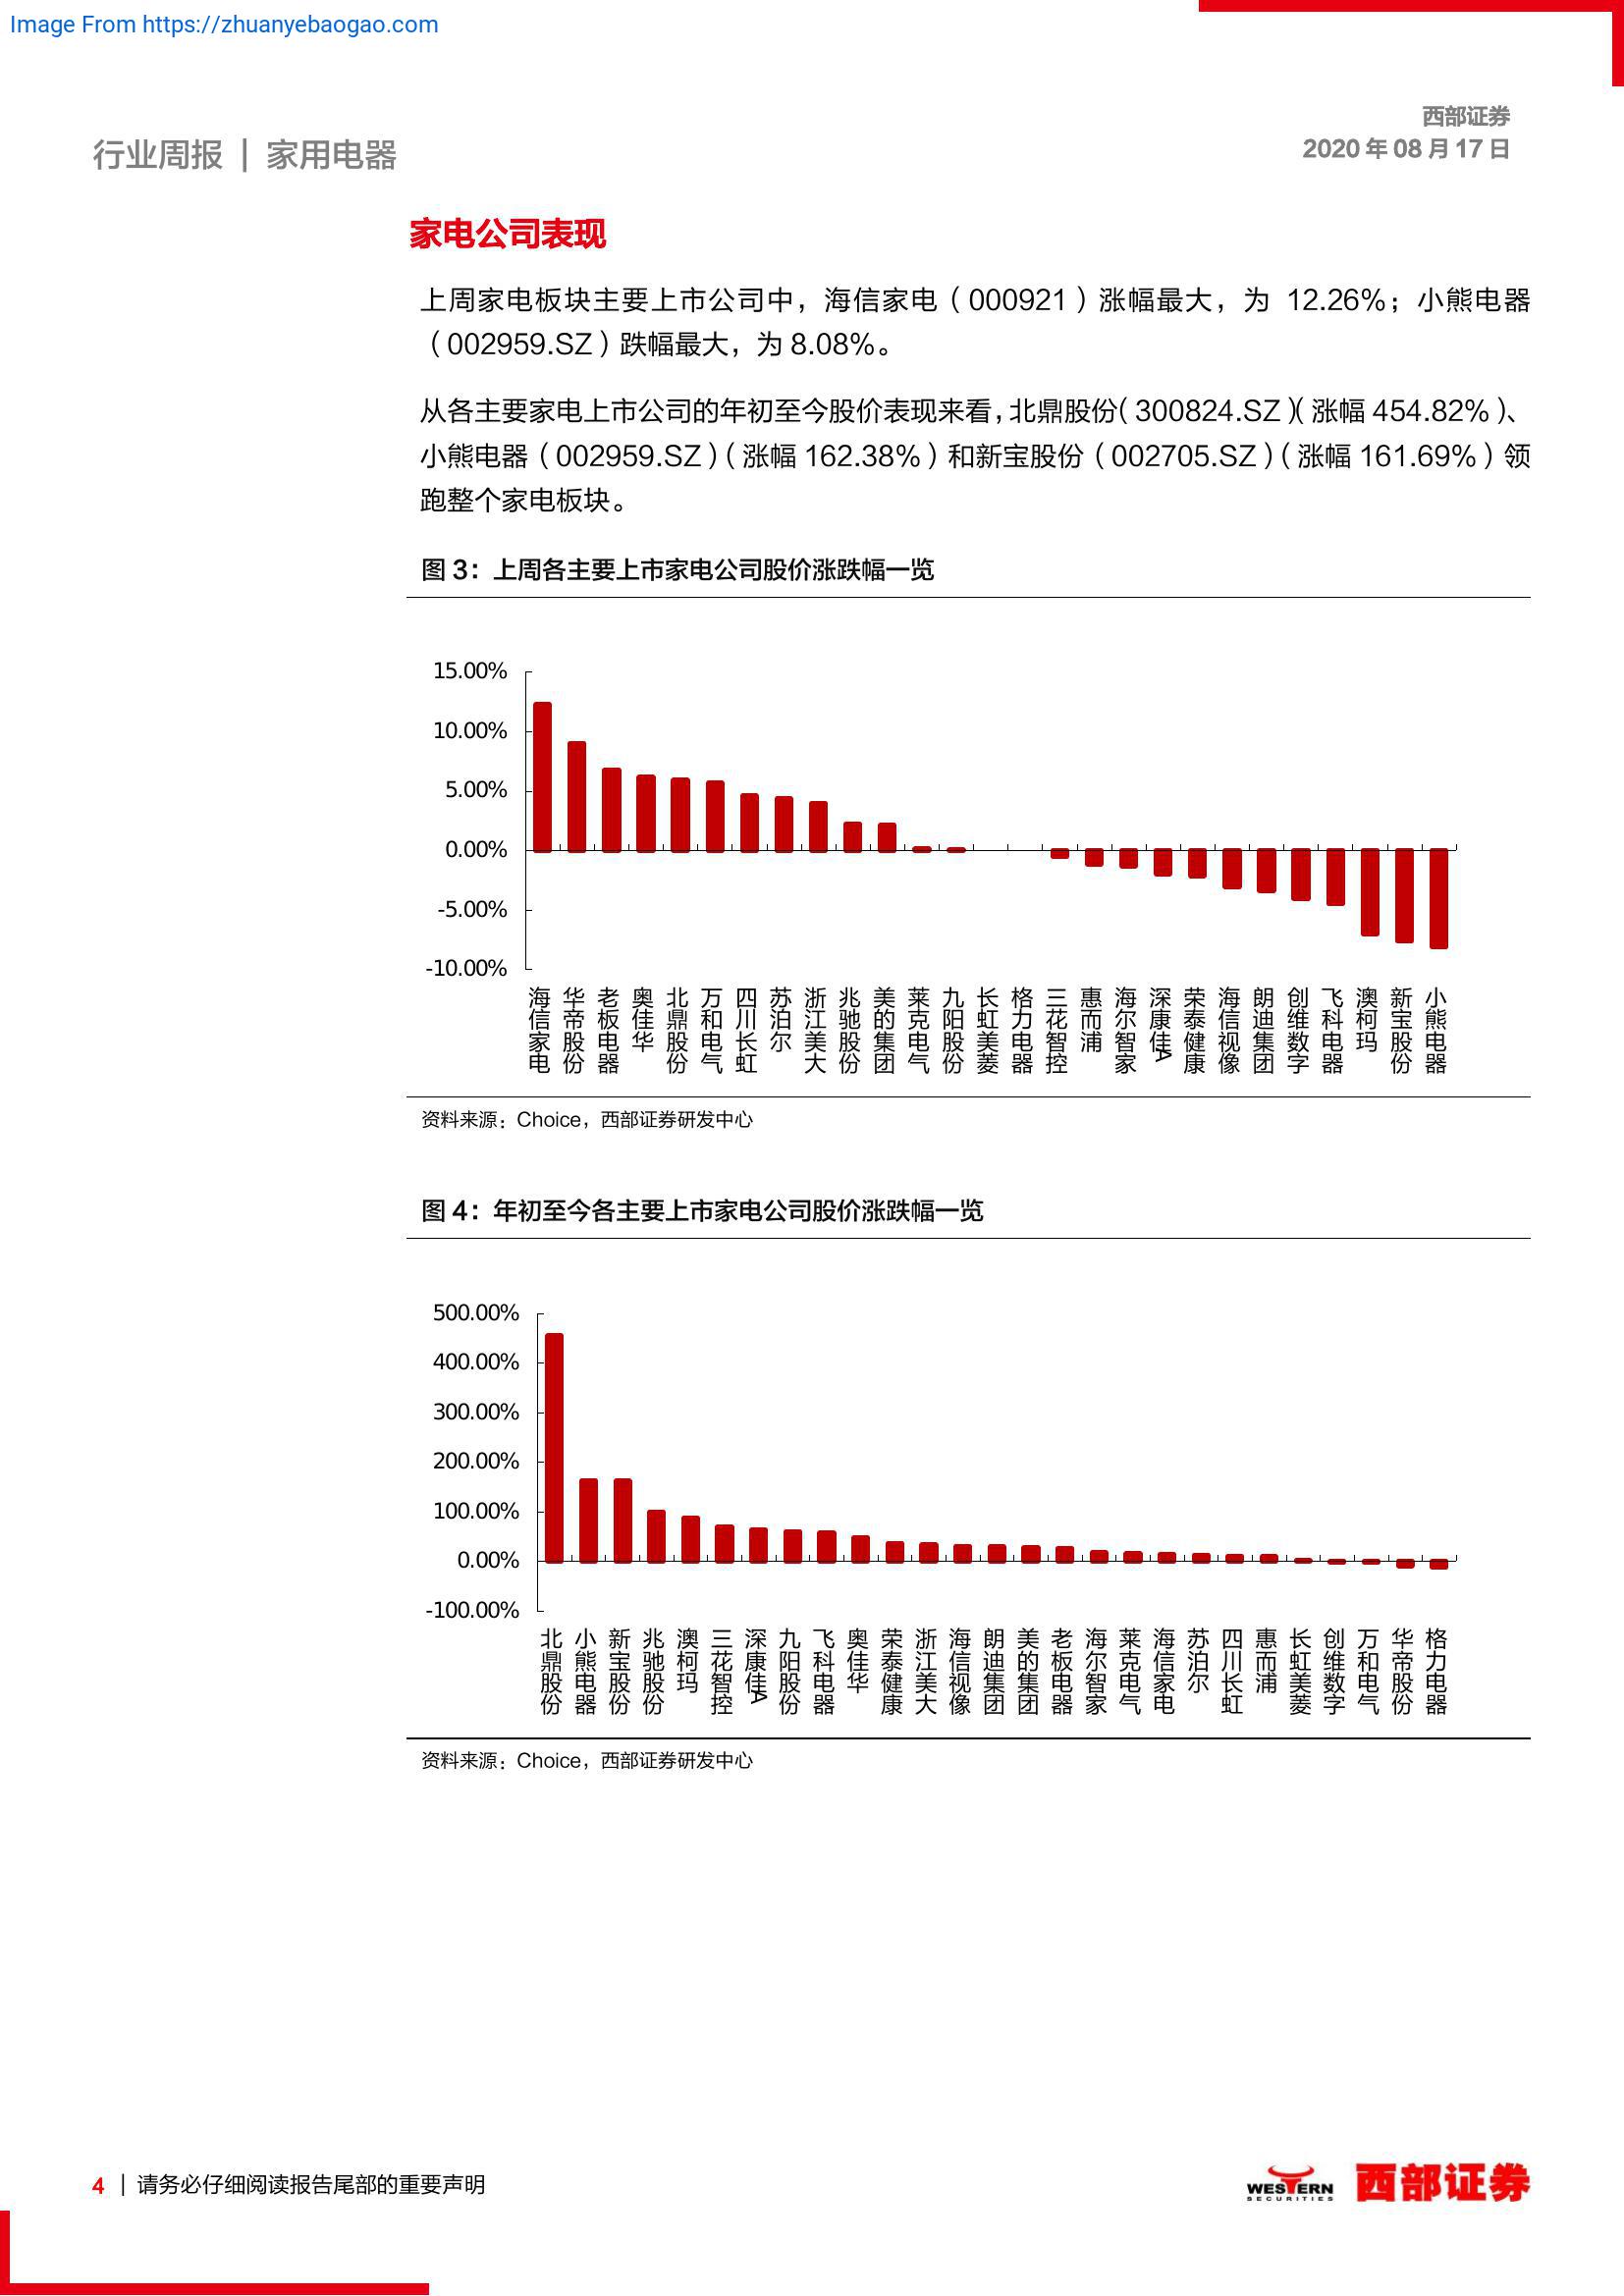 Image From https://zhuanyebaogao.com
西部证券
行业周报 | 家用电器
2020 年 08 月 17 日
家电公司表现
上周家电板块主要上市公司中，海信家电（000921）涨幅最大，为 12.26%；小熊电器
（002959.SZ）跌幅最大，为 8.08%。
从各主要家电上市公司的年初至今股价表现来看，北鼎股份（300824.SZ）（涨幅 454.82%）、
小熊电器（002959.SZ）（涨幅 162.38%）和新宝股份（002705.SZ）（涨幅 161.69%）领
跑整个家电板块。
图 3：上周各主要上市家电公司股价涨跌幅一览
15.00%
10.00%
5.00%
0.00%
-5.00%
-10.00%
海信家电
华帝股份
老板电器
奥佳华
北鼎股份
万和电气
四川长虹
苏泊尔
浙江美大
兆驰股份
美的集团
莱克电气
九阳股份
长虹美菱
格力电器
三花智控
惠而浦
海尔智家
深康佳A
荣泰健康
海信视像
朗迪集团
创维数字
飞科电器
澳柯玛
新宝股份
小熊电器
资料来源：Choice，西部证券研发中心
图 4：年初至今各主要上市家电公司股价涨跌幅一览
500.00%
400.00%
300.00%
200.00%
100.00%
0.00%
-100.00%
北鼎股份
小熊电器
新宝股份
兆驰股份
澳柯玛
三花智控
深康佳A
九阳股份
飞科电器
奥佳华
荣泰健康
浙江美大
海信视像
朗迪集团
美的集团
老板电器
海尔智家
莱克电气
海信家电
苏泊尔
四川长虹
惠而浦
长虹美菱
创维数字
万和电气
华帝股份
格力电器
资料来源：Choice，西部证券研发中心
4 | 请务必仔细阅读报告尾部的重要声明
WESTERN
SECURITIES
西部证券